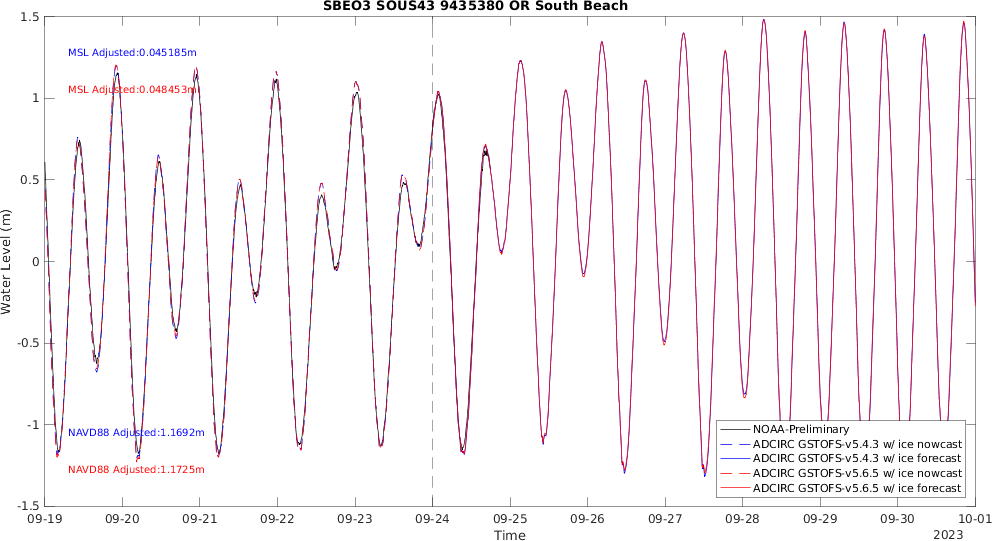 SBEO3 SOUS43 9435380 OR South Beach
1.5
MSL Adjusted:0.045185m
MSL Adjusted:0.048453m
1
0.5
Water Level (m)
0
-0.5
-1
NAVD88 Adjusted:1.1692m
NAVD88 Adjusted:1.1725m
-1.5
NOAA-Preliminary
ADCIRC GSTOFS-v5.4.3 w/ ice nowcast
ADCIRC GSTOFS-v5.4.3 w/ ice forecast
ADCIRC GSTOFS-v5.6.5 w/ ice nowcast
ADCIRC GSTOFS-v5.6.5 w/ ice forecast
09-19 09-20 09-21 09-22 09-23 09-24 09-25 09-26 09-27 09-28 09-29 09-30 10-01
Time
2023